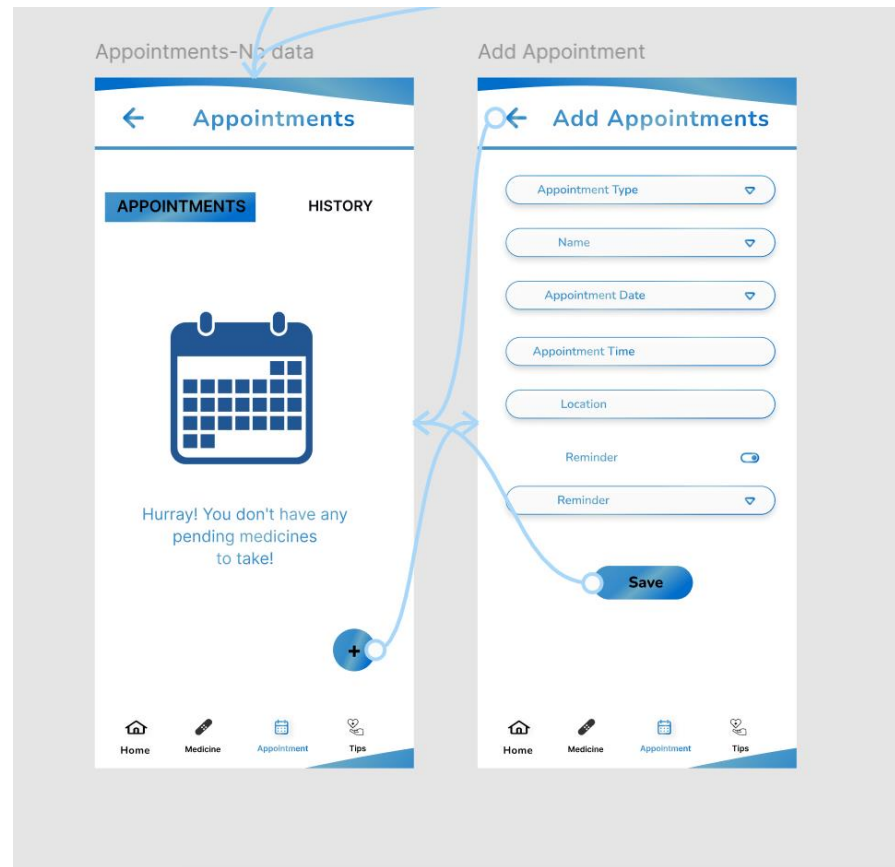 Appointments-No data
Appointments
APPOINTMENTS
HISTORY
Hurray! You don't have any
pending medicines
to take!
+
Home
Medicine
Appointment
Tips
Add Appointment
Add Appointments
Appointment Type
Name
Appointment Date
Appointment Time
Location
Reminder
Reminder
Save
Home
Medicine
Appointment
Tips